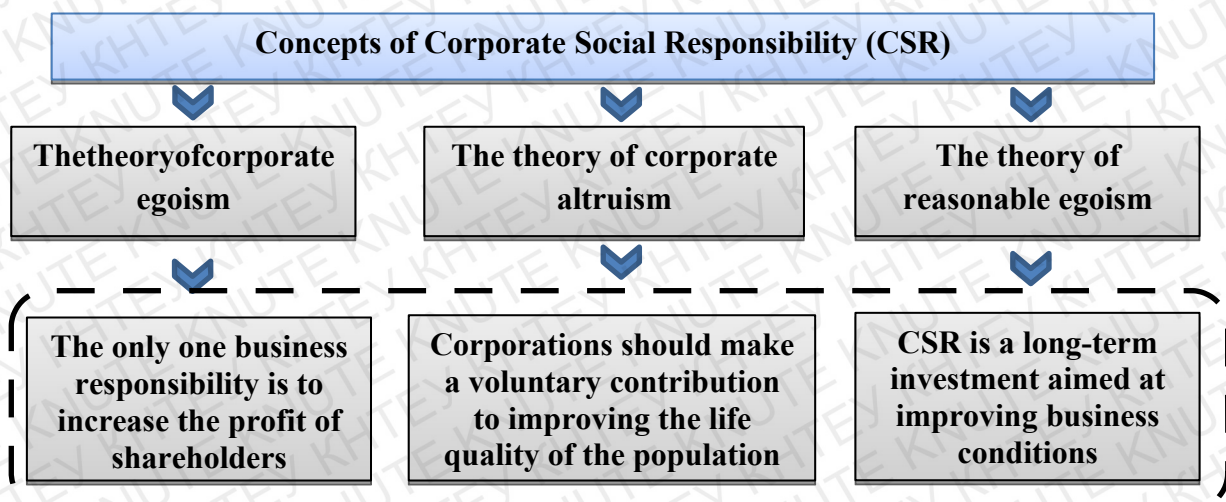 Concepts of Corporate Social Responsibility (CSR)
Thetheoryofcorporate
egoism
The theory of corporate
altruism
The theory of
reasonable egoism
The only one business
responsibility is to
increase the profit of
shareholders
Corporations should make
a voluntary contribution
to improving the life
quality of the population
CSR is a long-term
investment aimed at
improving business
conditions